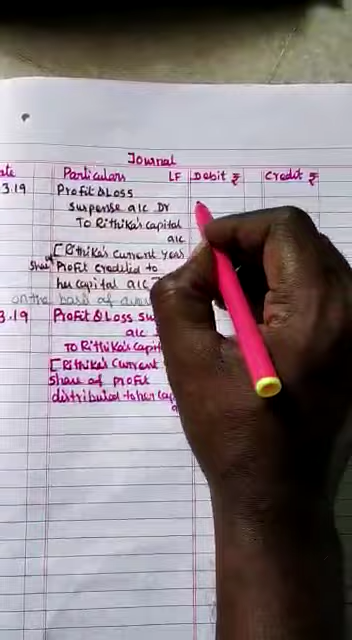 Journal
ate Particulars LF Debit ₹ Credit ₹
3.19 Profit & Loss
suspense a/c Dr
To Rithika's capital
a/c
[Rithika's current year
share of Profit credited to
her capital a/c
on the basis of
3.19 Profit & Loss
a/c
To Rithika's
[Rithika's current
share of profit
distributed to her cap